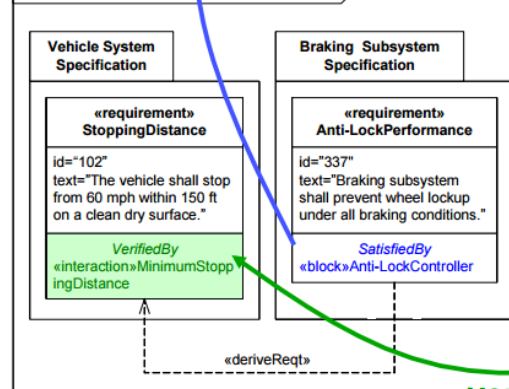 Vehicle System
Specification
«requirement»
StoppingDistance
id="102"
text="The vehicle shall stop
from 60 mph within 150 ft
on a clean dry surface."
VerifiedBy
«interaction»MinimumStopp
ingDistance
Braking Subsystem
Specification
«requirement»
Anti-LockPerformance
id="337"
text="Braking subsystem
shall prevent wheel lockup
under all braking conditions."
SatisfiedBy
«block»Anti-LockController
«deriveReqt»